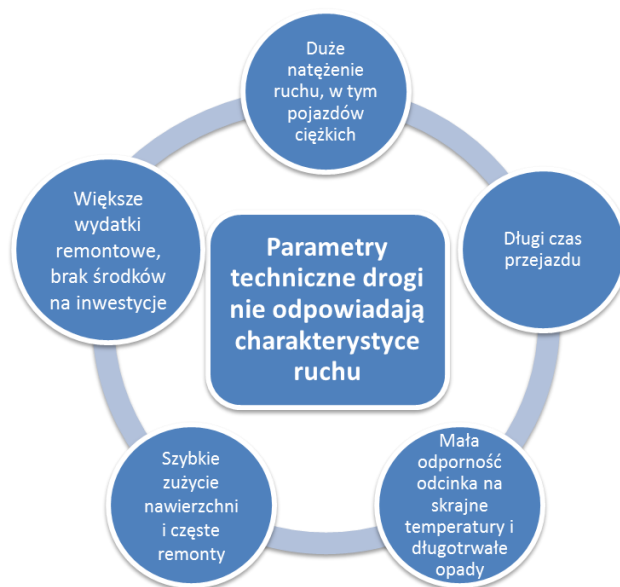 Duże
natężenie
ruchu, w tym
pojazdów
ciężkich
Większe
wydatki
remontowe,
brak środków
na inwestycje
Parametry
techniczne drogi
nie odpowiadają
charakterystyce
ruchu
Długi czas
przejazdu
Szybkie
zużycie
nawierzchni
i częste
remonty
Mała
odporność
odcinka na
skrajne
temperatury i
długotrwałe
opady